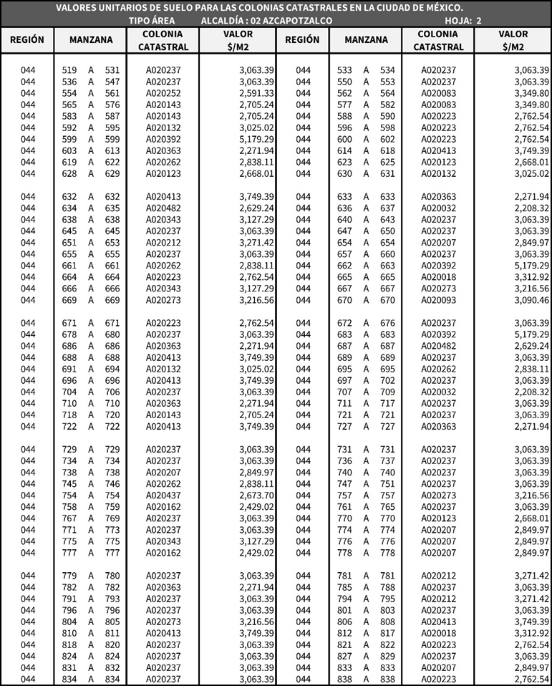 VALORES UNITARIOS DE SUELO PARA LAS COLONIAS CATASTRALES EN LA CIUDAD DE MÉXICO.
TIPO ÁREA ALCALDÍA : 02 AZCAPOTZALCO HOJA: 2
REGIÓN MANZANA COLONIA CATASTRAL VALOR $/M2 REGIÓN MANZANA COLONIA CATASTRAL VALOR $/M2
044 519 A 531 A020237 3,063.39 044 533 A 534 A020237 3,063.39
044 536 A 547 A020237 3,063.39 044 550 A 553 A020237 3,063.39
044 554 A 561 A020252 2,591.33 044 562 A 564 A020083 3,349.80
044 565 A 576 A020143 2,705.24 044 577 A 582 A020083 3,349.80
044 583 A 587 A020143 2,705.24 044 588 A 590 A020223 2,762.54
044 592 A 595 A020132 3,025.02 044 596 A 598 A020223 2,762.54
044 599 A 599 A020392 5,179.29 044 600 A 602 A020223 2,762.54
044 603 A 613 A020363 2,271.94 044 614 A 618 A020413 3,749.39
044 619 A 622 A020262 2,838.11 044 623 A 625 A020123 2,668.01
044 628 A 629 A020123 2,668.01 044 630 A 631 A020132 3,025.02
044 632 A 632 A020413 3,749.39 044 633 A 633 A020363 2,271.94
044 634 A 635 A020482 2,629.24 044 636 A 637 A020032 2,208.32
044 638 A 638 A020343 3,127.29 044 640 A 643 A020237 3,063.39
044 645 A 645 A020237 3,063.39 044 647 A 650 A020237 3,063.39
044 651 A 653 A020212 3,271.42 044 654 A 654 A020207 2,849.97
044 655 A 655 A020237 3,063.39 044 657 A 660 A020237 3,063.39
044 661 A 661 A020262 2,838.11 044 662 A 663 A020392 5,179.29
044 664 A 664 A020223 2,762.54 044 665 A 665 A020018 3,312.92
044 666 A 666 A020343 3,127.29 044 667 A 667 A020273 3,216.56
044 669 A 669 A020273 3,216.56 044 670 A 670 A020093 3,090.46
044 671 A 671 A020223 2,762.54 044 672 A 676 A020237 3,063.39
044 678 A 680 A020237 3,063.39 044 683 A 683 A020392 5,179.29
044 686 A 686 A020363 2,271.94 044 687 A 687 A020482 2,629.24
044 688 A 688 A020413 3,749.39 044 689 A 689 A020237 3,063.39
044 691 A 694 A020132 3,025.02 044 695 A 695 A020262 2,838.11
044 696 A 696 A020413 3,749.39 044 697 A 702 A020237 3,063.39
044 704 A 706 A020237 3,063.39 044 707 A 709 A020032 2,208.32
044 710 A 710 A020363 2,271.94 044 711 A 717 A020237 3,063.39
044 718 A 720 A020143 2,705.24 044 721 A 721 A020237 3,063.39
044 722 A 722 A020413 3,749.39 044 727 A 727 A020363 2,271.94
044 729 A 729 A020237 3,063.39 044 731 A 731 A020237 3,063.39
044 734 A 734 A020237 3,063.39 044 736 A 737 A020237 3,063.39
044 738 A 738 A020207 2,849.97 044 740 A 740 A020237 3,063.39
044 745 A 746 A020262 2,838.11 044 747 A 751 A020237 3,063.39
044 754 A 754 A020437 2,673.70 044 757 A 757 A020273 3,216.56
044 758 A 759 A020162 2,429.02 044 761 A 765 A020237 3,063.39
044 767 A 769 A020237 3,063.39 044 770 A 770 A020123 2,668.01
044 771 A 773 A020237 3,063.39 044 774 A 774 A020207 2,849.97
044 775 A 775 A020343 3,127.29 044 776 A 776 A020207 2,849.97
044 777 A 777 A020162 2,429.02 044 778 A 778 A020207 2,849.97
044 779 A 780 A020237 3,063.39 044 781 A 781 A020212 3,271.42
044 782 A 782 A020363 2,271.94 044 785 A 788 A020237 3,063.39
044 791 A 793 A020237 3,063.39 044 794 A 795 A020212 3,271.42
044 796 A 796 A020237 3,063.39 044 801 A 803 A020237 3,063.39
044 804 A 805 A020273 3,216.56 044 806 A 808 A020413 3,749.39
044 810 A 811 A020413 3,749.39 044 812 A 817 A020018 3,312.92
044 818 A 820 A020237 3,063.39 044 821 A 822 A020223 2,762.54
044 824 A 824 A020237 3,063.39 044 827 A 829 A020237 3,063.39
044 831 A 832 A020237 3,063.39 044 833 A 833 A020207 2,849.97
044 834 A 834 A020237 3,063.39 044 838 A 838 A020223 2,762.54